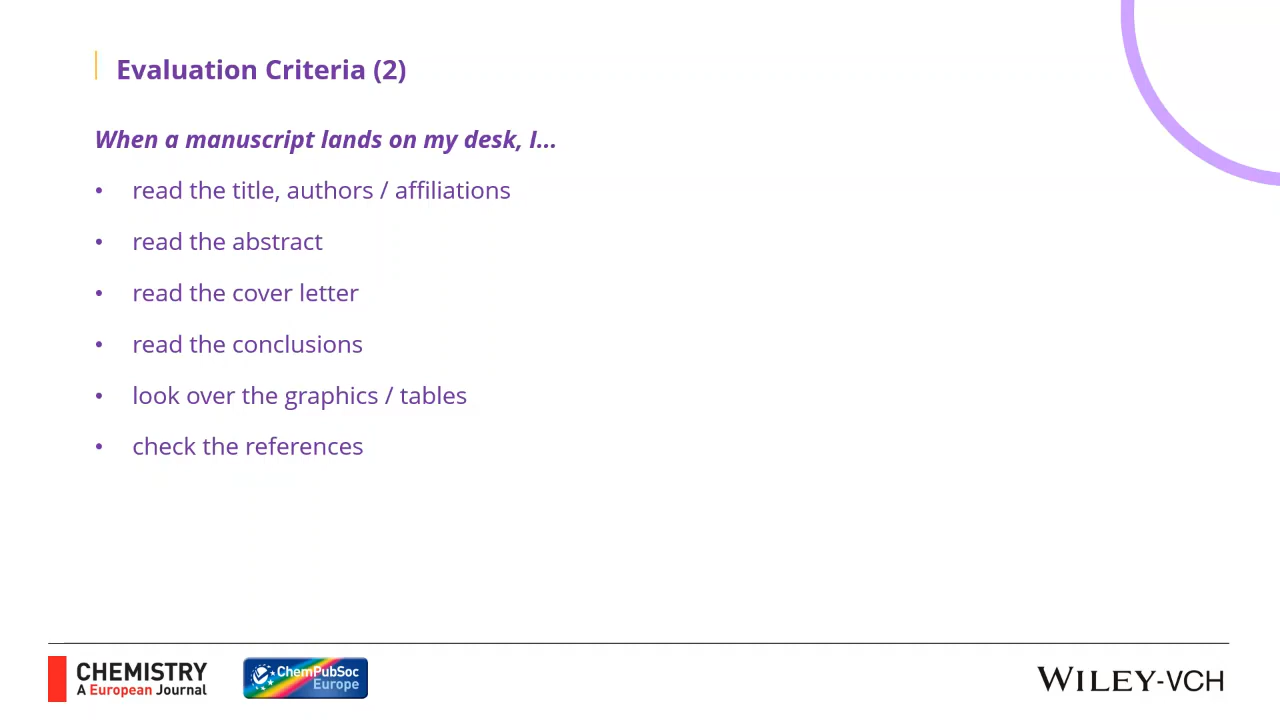 Evaluation Criteria (2)
When a manuscript lands on my desk, I...
• read the title, authors / affiliations
• read the abstract
• read the cover letter
• read the conclusions
• look over the graphics / tables
• check the references
CHEMISTRY
A European Journal
ChemPubSoc
Europe
WILEY-VCH